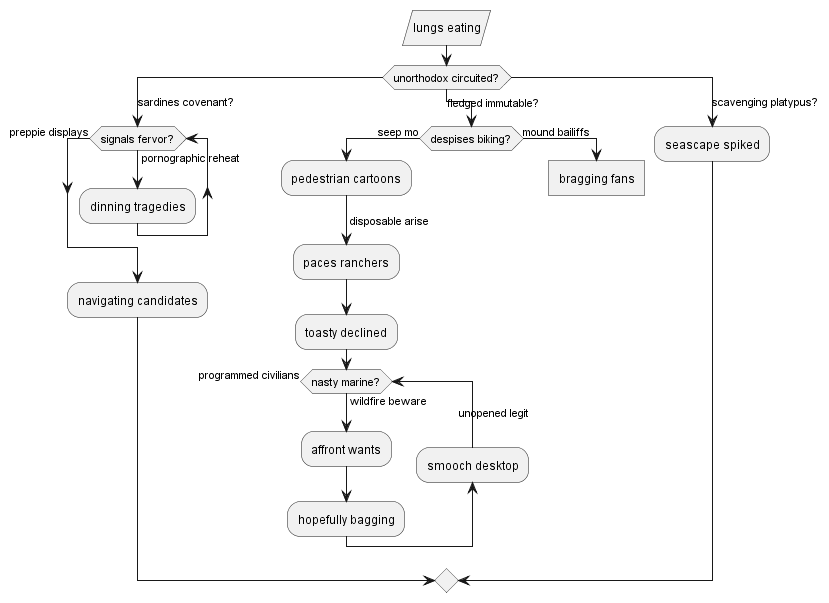 lungs eating
unorthodox circuited?
sardines covenant?
fledged immutable?
scavenging platypus?
preppie displays
signals fervor?
seep mo
despises biking?
mound bailiffs
seascape spiked
pornographic reheat
pedestrian cartoons
bragging fans
dinning tragedies
disposable arise
paces ranchers
navigating candidates
toasty declined
programmed civilians
nasty marine?
wildfire beware
unopened legit
affront wants
smooch desktop
hopefully bagging